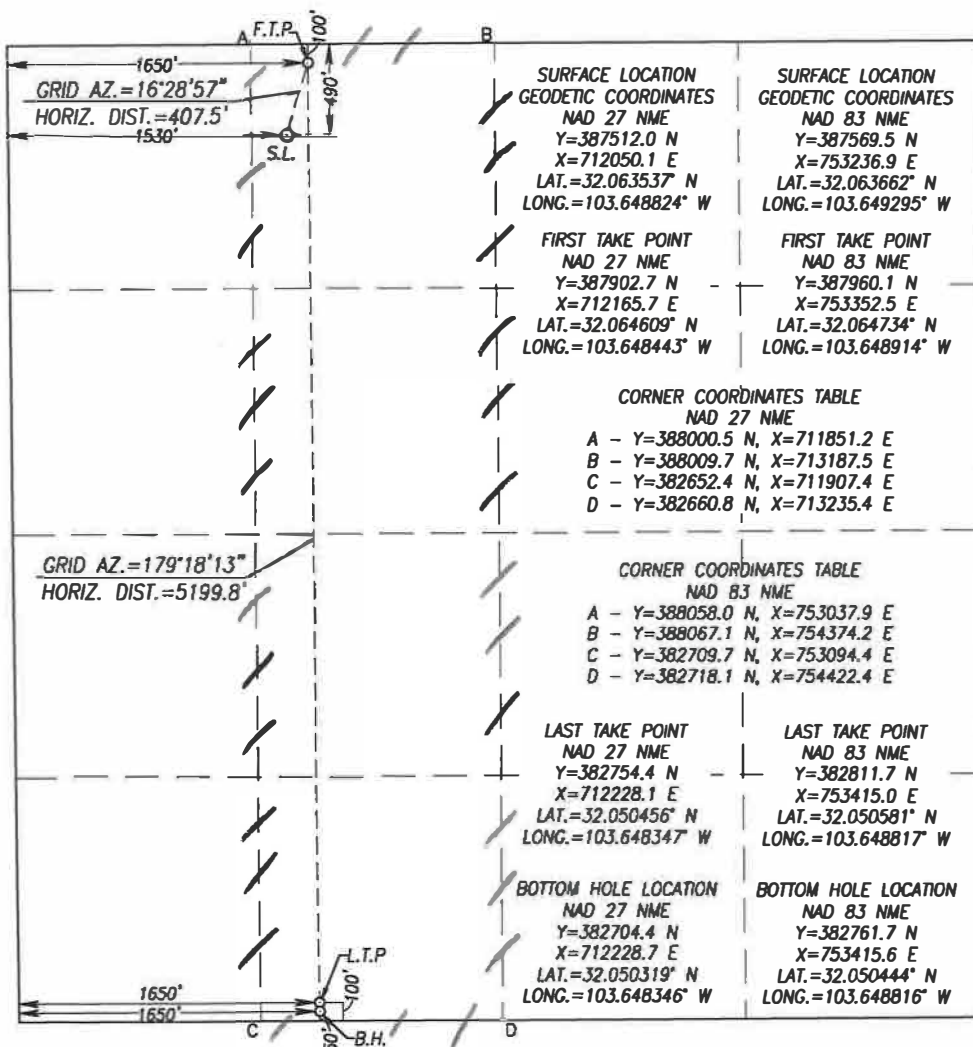 A
F.T.P.
100'
B
1650'
GRID AZ.=16°28'57"
HORIZ. DIST.=407.5'
490'
1530'
S.L.
SURFACE LOCATION
GEODETIC COORDINATES
NAD 27 NME
Y=387512.0 N
X=712050.1 E
LAT.=32.063537° N
LONG.=103.648824° W
SURFACE LOCATION
GEODETIC COORDINATES
NAD 83 NME
Y=387569.5 N
X=753236.9 E
LAT.=32.063662° N
LONG.=103.649295° W
FIRST TAKE POINT
NAD 27 NME
Y=387902.7 N
X=712165.7 E
LAT.=32.064609° N
LONG.=103.648443° W
FIRST TAKE POINT
NAD 83 NME
Y=387960.1 N
X=753352.5 E
LAT.=32.064734° N
LONG.=103.648914° W
CORNER COORDINATES TABLE
NAD 27 NME
A - Y=388000.5 N, X=711851.2 E
B - Y=388009.7 N, X=713187.5 E
C - Y=382652.4 N, X=711907.4 E
D - Y=382660.8 N, X=713235.4 E
GRID AZ.=179°18'13"
HORIZ. DIST.=5199.8'
CORNER COORDINATES TABLE
NAD 83 NME
A - Y=388058.0 N, X=753037.9 E
B - Y=388067.1 N, X=754374.2 E
C - Y=382709.7 N, X=753094.4 E
D - Y=382718.1 N, X=754422.4 E
LAST TAKE POINT
NAD 27 NME
Y=382754.4 N
X=712228.1 E
LAT.=32.050456° N
LONG.=103.648347° W
LAST TAKE POINT
NAD 83 NME
Y=382811.7 N
X=753415.0 E
LAT.=32.050581° N
LONG.=103.648817° W
BOTTOM HOLE LOCATION
NAD 27 NME
Y=382704.4 N
X=712228.7 E
LAT.=32.050319° N
LONG.=103.648346° W
BOTTOM HOLE LOCATION
NAD 83 NME
Y=382761.7 N
X=753415.6 E
LAT.=32.050444° N
LONG.=103.648816° W
L.T.P
1650'
100'
1650'
C
B.H.
D